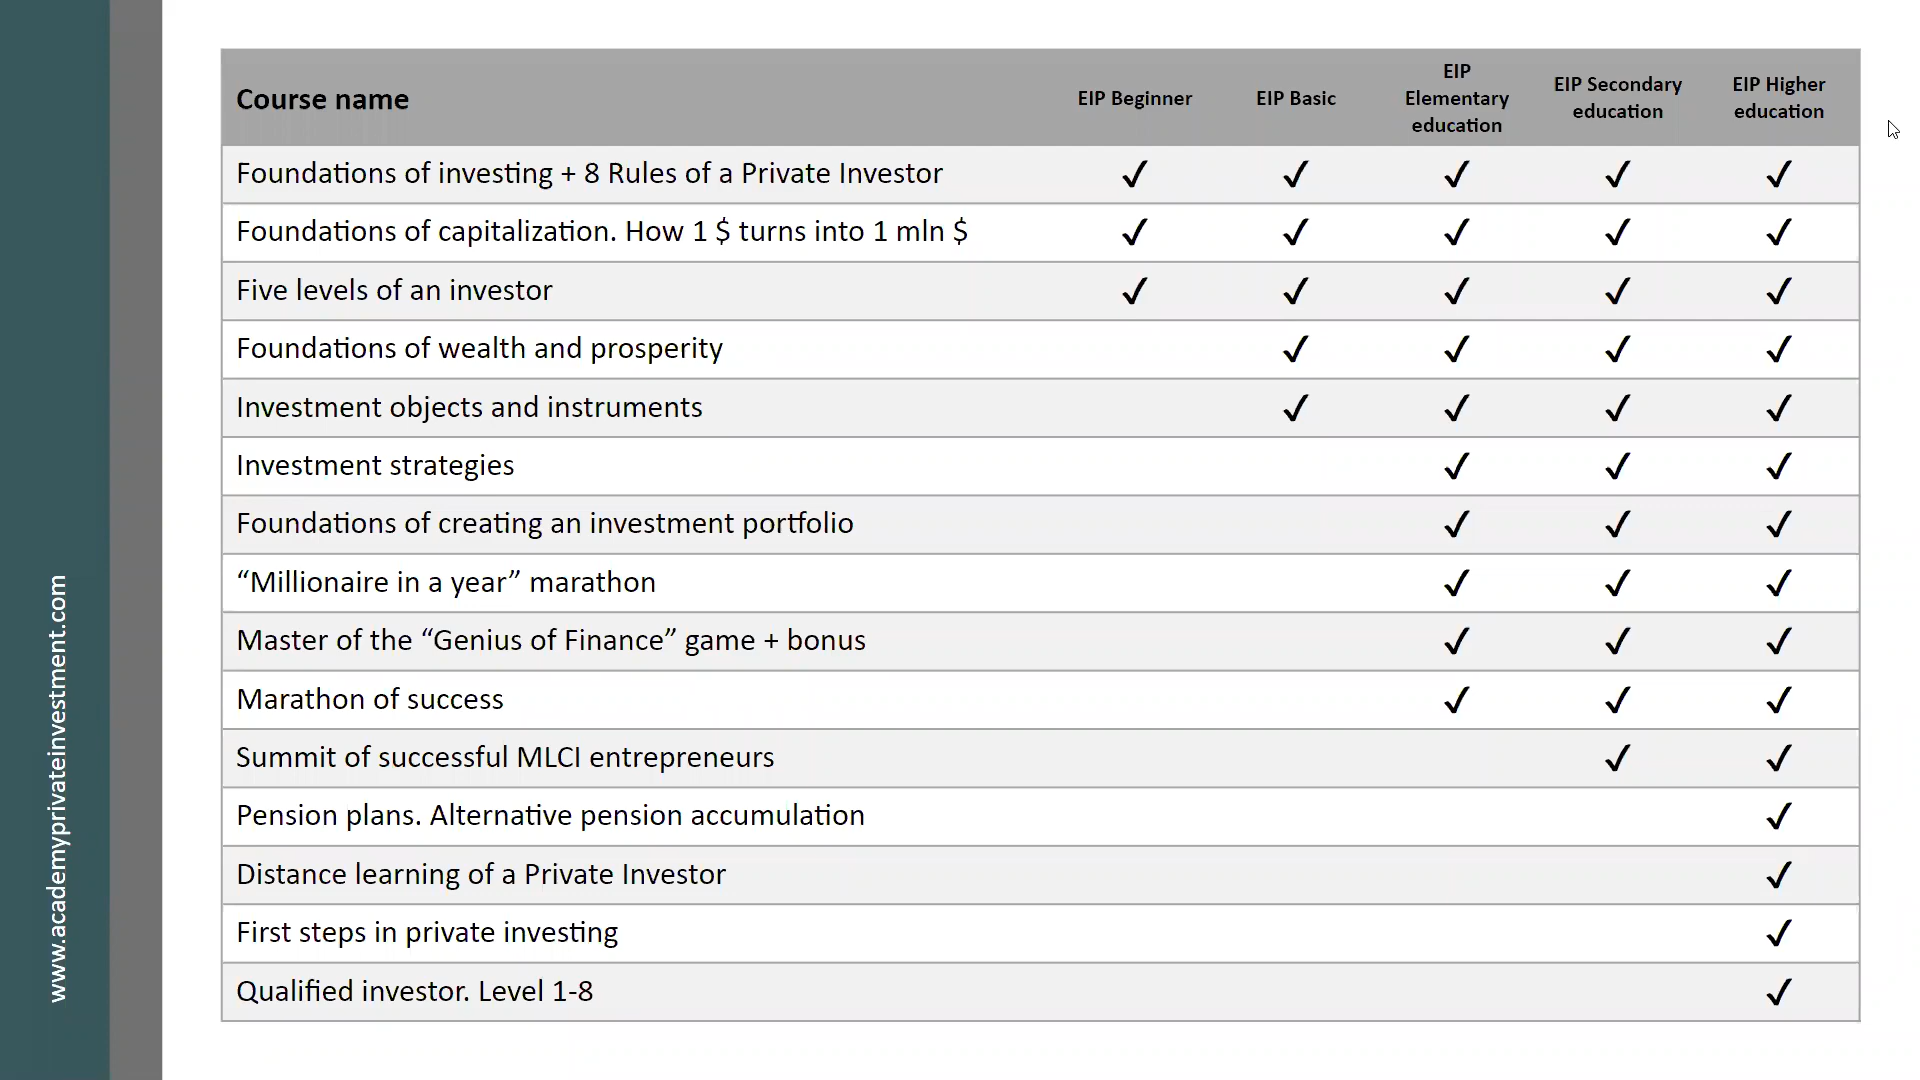 Course name EIP Beginner EIP Basic EIP Elementary education EIP Secondary education EIP Higher education
Foundations of investing + 8 Rules of a Private Investor ✓ ✓ ✓ ✓ ✓
Foundations of capitalization. How 1 $ turns into 1 mln $ ✓ ✓ ✓ ✓ ✓
Five levels of an investor ✓ ✓ ✓ ✓ ✓
Foundations of wealth and prosperity ✓ ✓ ✓ ✓
Investment objects and instruments ✓ ✓ ✓ ✓
Investment strategies ✓ ✓ ✓
Foundations of creating an investment portfolio ✓ ✓ ✓
“Millionaire in a year” marathon ✓ ✓ ✓
Master of the “Genius of Finance” game + bonus ✓ ✓ ✓
Marathon of success ✓ ✓ ✓
Summit of successful MLCI entrepreneurs ✓ ✓
Pension plans. Alternative pension accumulation ✓
Distance learning of a Private Investor ✓
First steps in private investing ✓
Qualified investor. Level 1-8 ✓
www.academyprivateinvestment.com